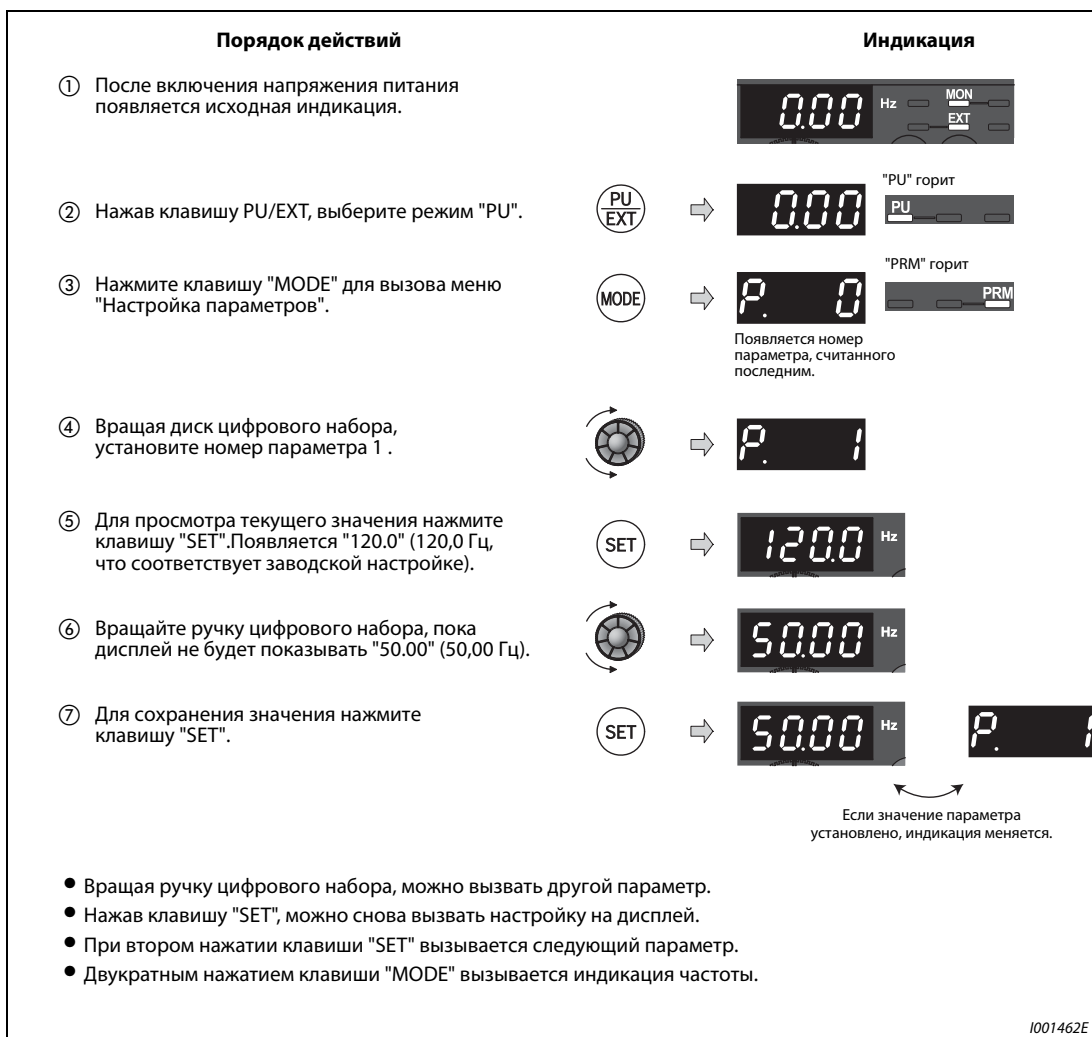 Порядок действий
Индикация
① После включения напряжения питания
появляется исходная индикация.
0.00 Hz MON
EXT
② Нажав клавишу PU/EXT, выберите режим "PU".
PU
EXT
0.00
"PU" горит
PU
③ Нажмите клавишу "MODE" для вызова меню
"Настройка параметров".
MODE
P. 0
"PRM" горит
PRM
Появляется номер
параметра, считанного
последним.
④ Вращая диск цифрового набора,
установите номер параметра 1 .
P. 1
⑤ Для просмотра текущего значения нажмите
клавишу "SET".Появляется "120.0" (120,0 Гц,
что соответствует заводской настройке).
SET
120.0 Hz
⑥ Вращайте ручку цифрового набора, пока
дисплей не будет показывать "50.00" (50,00 Гц).
50.00 Hz
⑦ Для сохранения значения нажмите
клавишу "SET".
SET
50.00 Hz
P. 1
Если значение параметра
установлено, индикация меняется.
● Вращая ручку цифрового набора, можно вызвать другой параметр.
● Нажав клавишу "SET", можно снова вызвать настройку на дисплей.
● При втором нажатии клавиши "SET" вызывается следующий параметр.
● Двукратным нажатием клавиши "MODE" вызывается индикация частоты.
I001462E